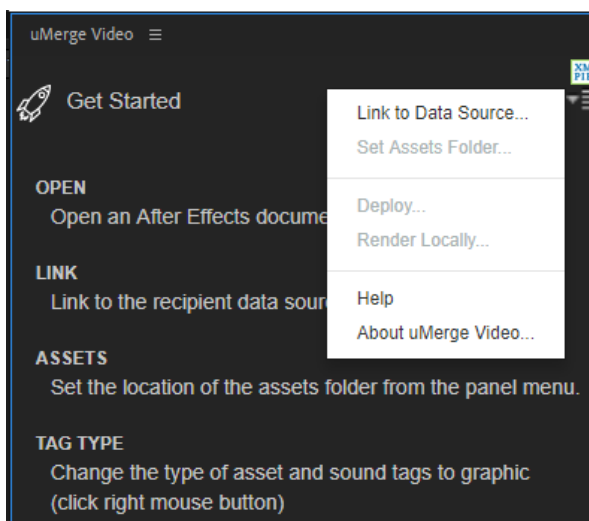 uMerge Video
Get Started
Link to Data Source...
Set Assets Folder...
Deploy...
Render Locally...
Help
About uMerge Video...
OPEN
Open an After Effects
LINK
Link to the recipient data
ASSETS
Set the location of the assets folder from the panel menu.
TAG TYPE
Change the type of asset and sound tags to graphic
(click right mouse button)